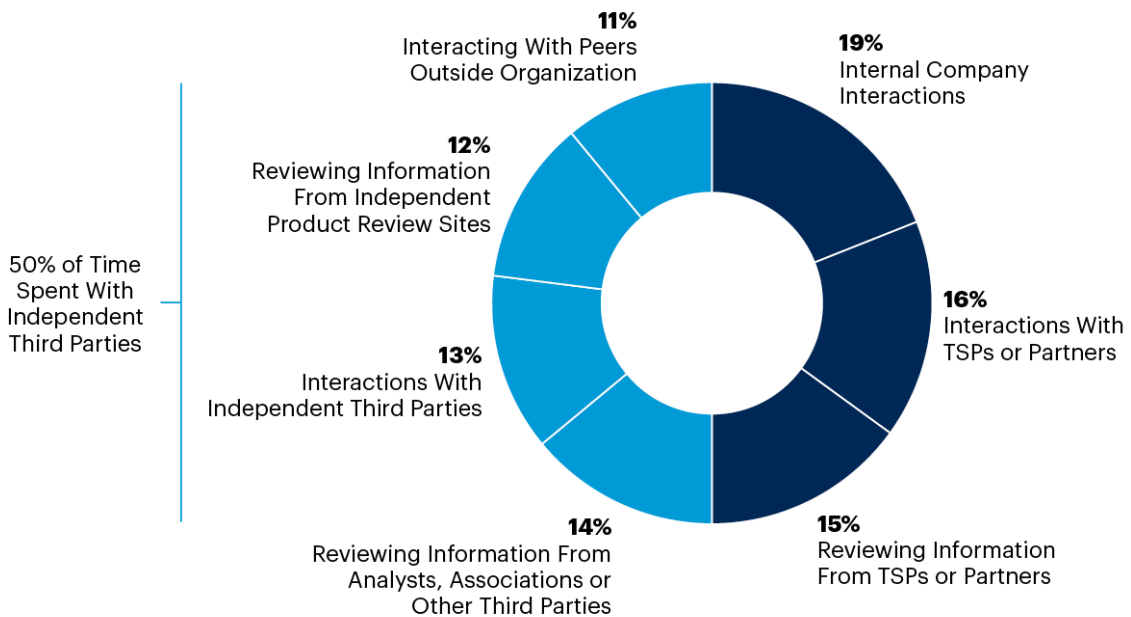 11%
Interacting With Peers
Outside Organization
19%
Internal Company
Interactions
12%
Reviewing Information
From Independent
Product Review Sites
50% of Time
Spent With
Independent
Third Parties
16%
Interactions With
TSPs or Partners
13%
Interactions With
Independent Third Parties
14%
Reviewing Information From
Analysts, Associations or
Other Third Parties
15%
Reviewing Information
From TSPs or Partners